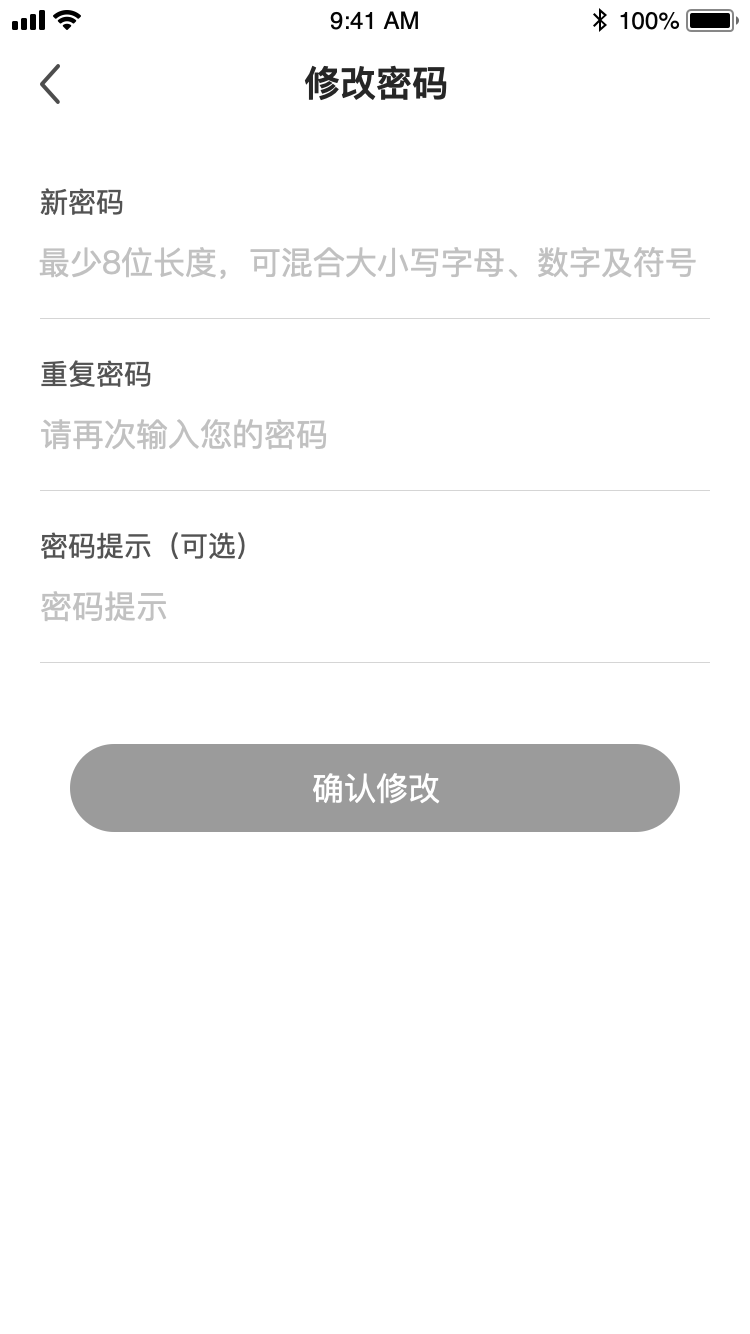 9:41 AM
100%
修改密码
新密码
最少8位长度，可混合大小写字母、数字及符号
重复密码
请再次输入您的密码
密码提示（可选）
密码提示
确认修改